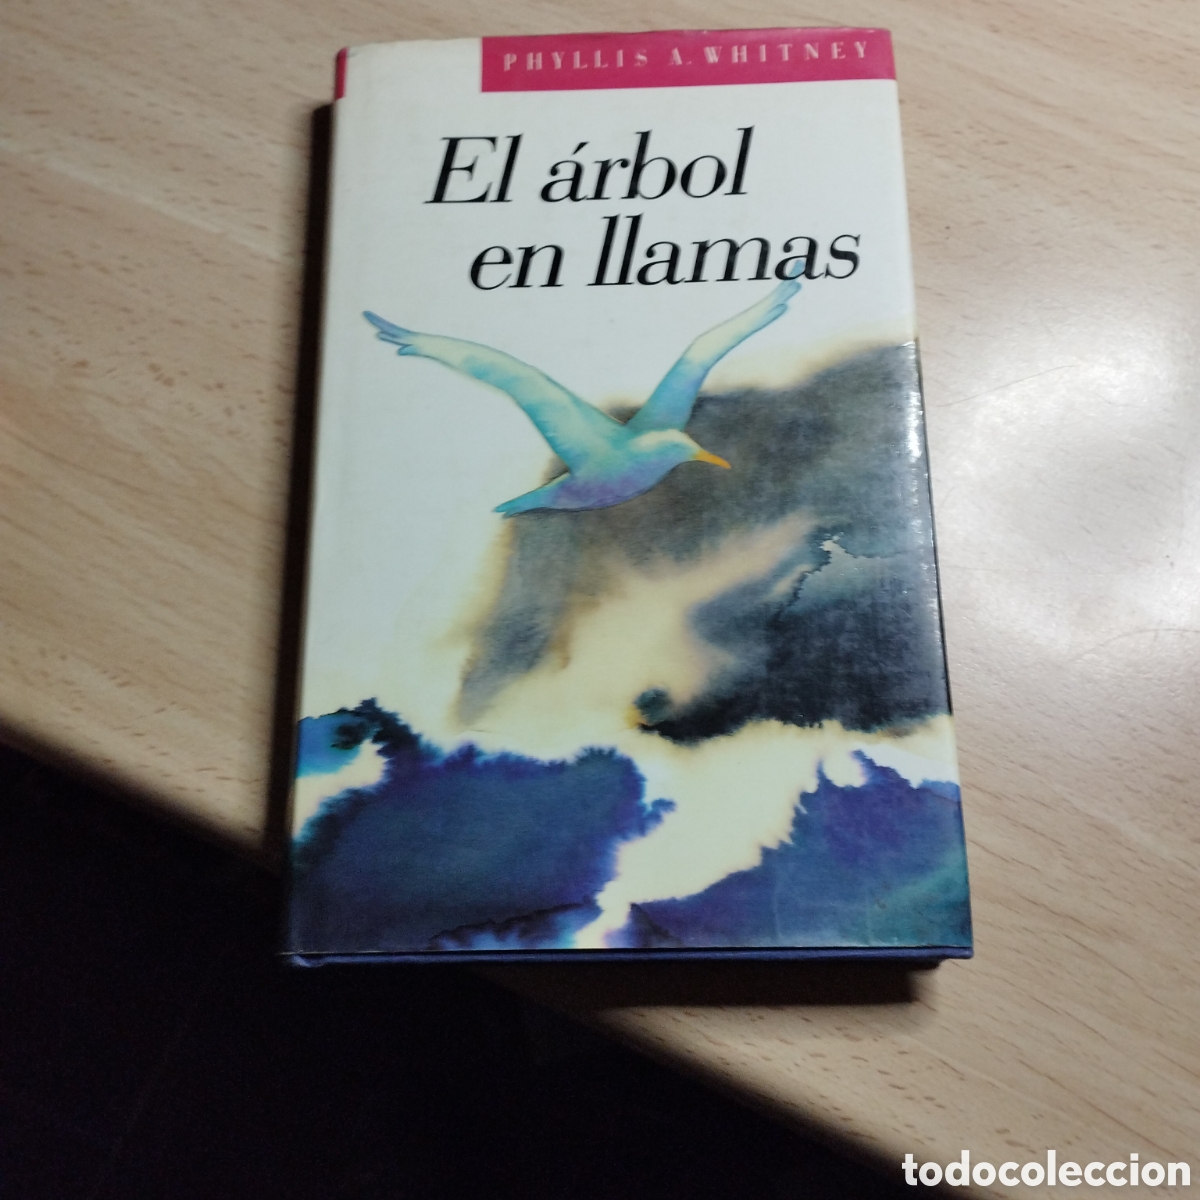 PHYLLIS A. WHITNEY
El árbol
en llamas
todocoleccion